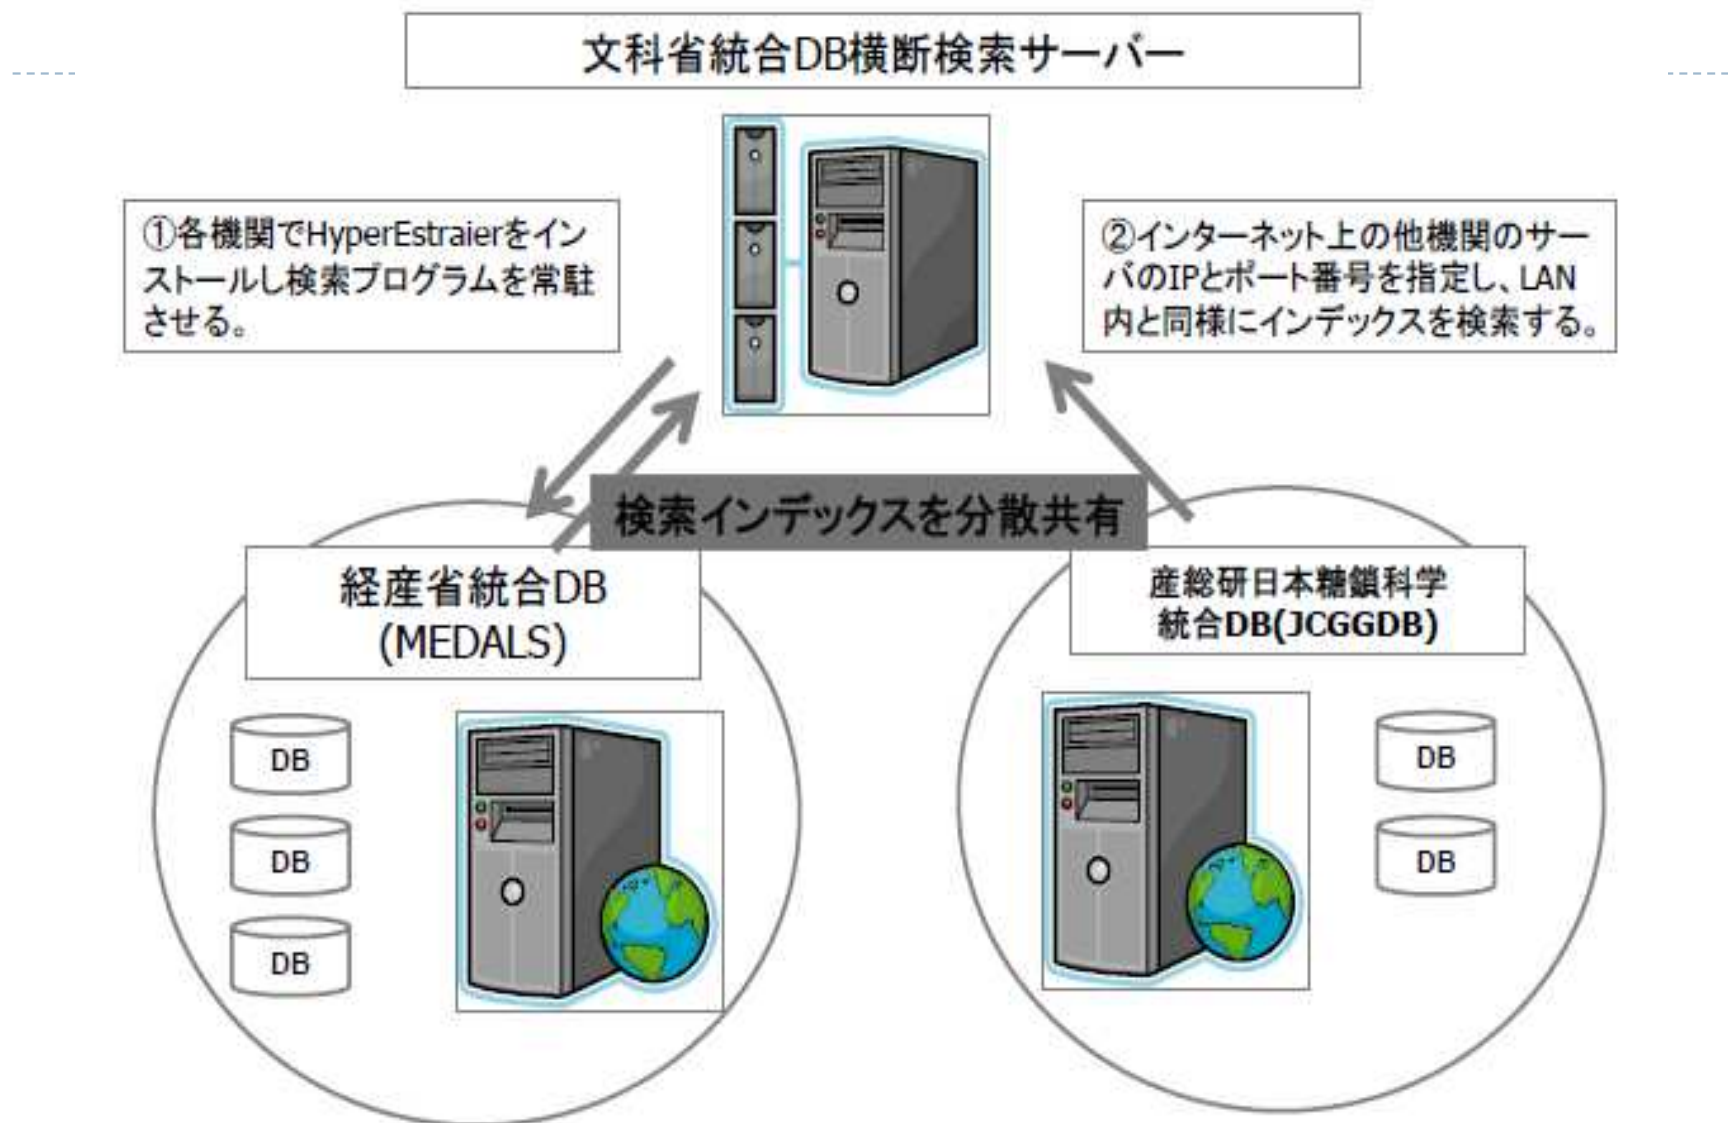 文科省統合DB横断検索サーバー
①各機関でHyperEstraierをイン
ストールし検索プログラムを常駐
させる。
②インターネット上の他機関のサー
バのIPとポート番号を指定し、LAN
内と同様にインデックスを検索する。
検索インデックスを分散共有
経産省統合DB
(MEDALS)
DB
DB
DB
産総研日本糖鎖科学
統合DB(JCGGDB)
DB
DB